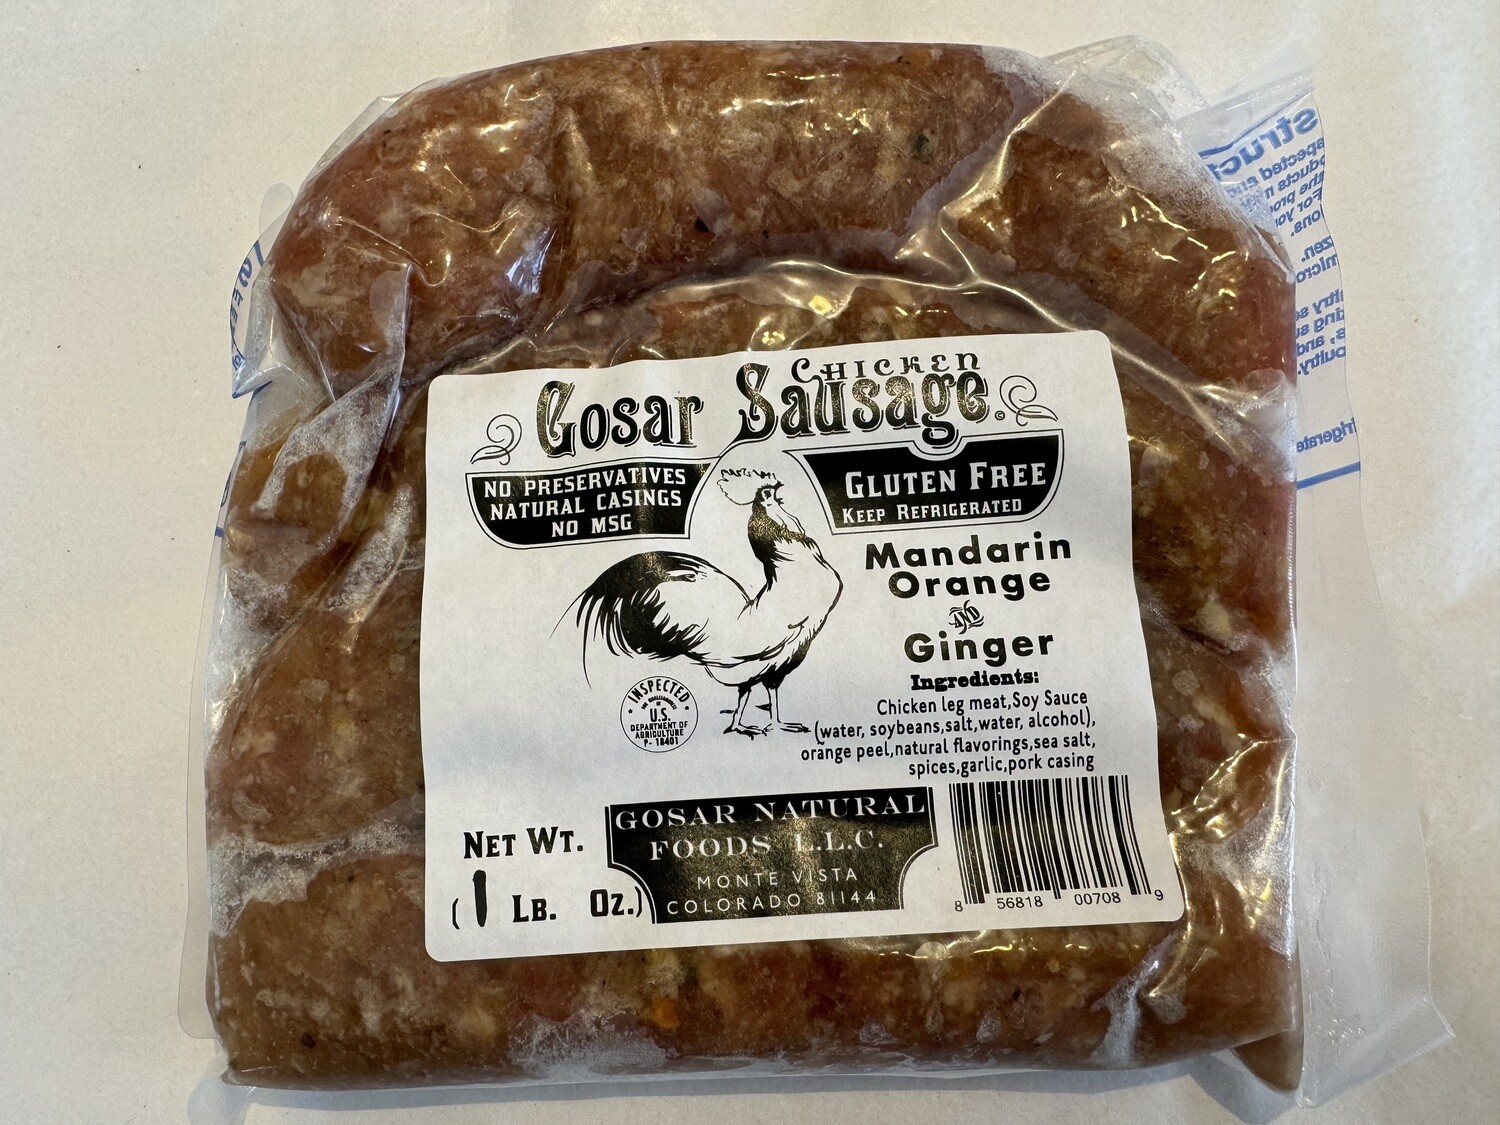 CHICKEN
Gosar Sausage ©
NO PRESERVATIVES
NATURAL CASINGS
NO MSG
GLUTEN FREE
KEEP REFRIGERATED
Mandarin
Orange
AND
Ginger
Ingredients:
Chicken leg meat,Soy Sauce
(water, soybeans,salt,water, alcohol),
orange peel,natural flavorings,sea salt,
spices,garlic,pork casing
INSPECTED
U.S.
DEPARTMENT OF
AGRICULTURE
P-18401
NET WT.
(1 LB. OZ.)
GOSAR NATURAL
FOODS L.L.C.
MONTE VISTA
COLORADO 81144
8 56818 00708 9